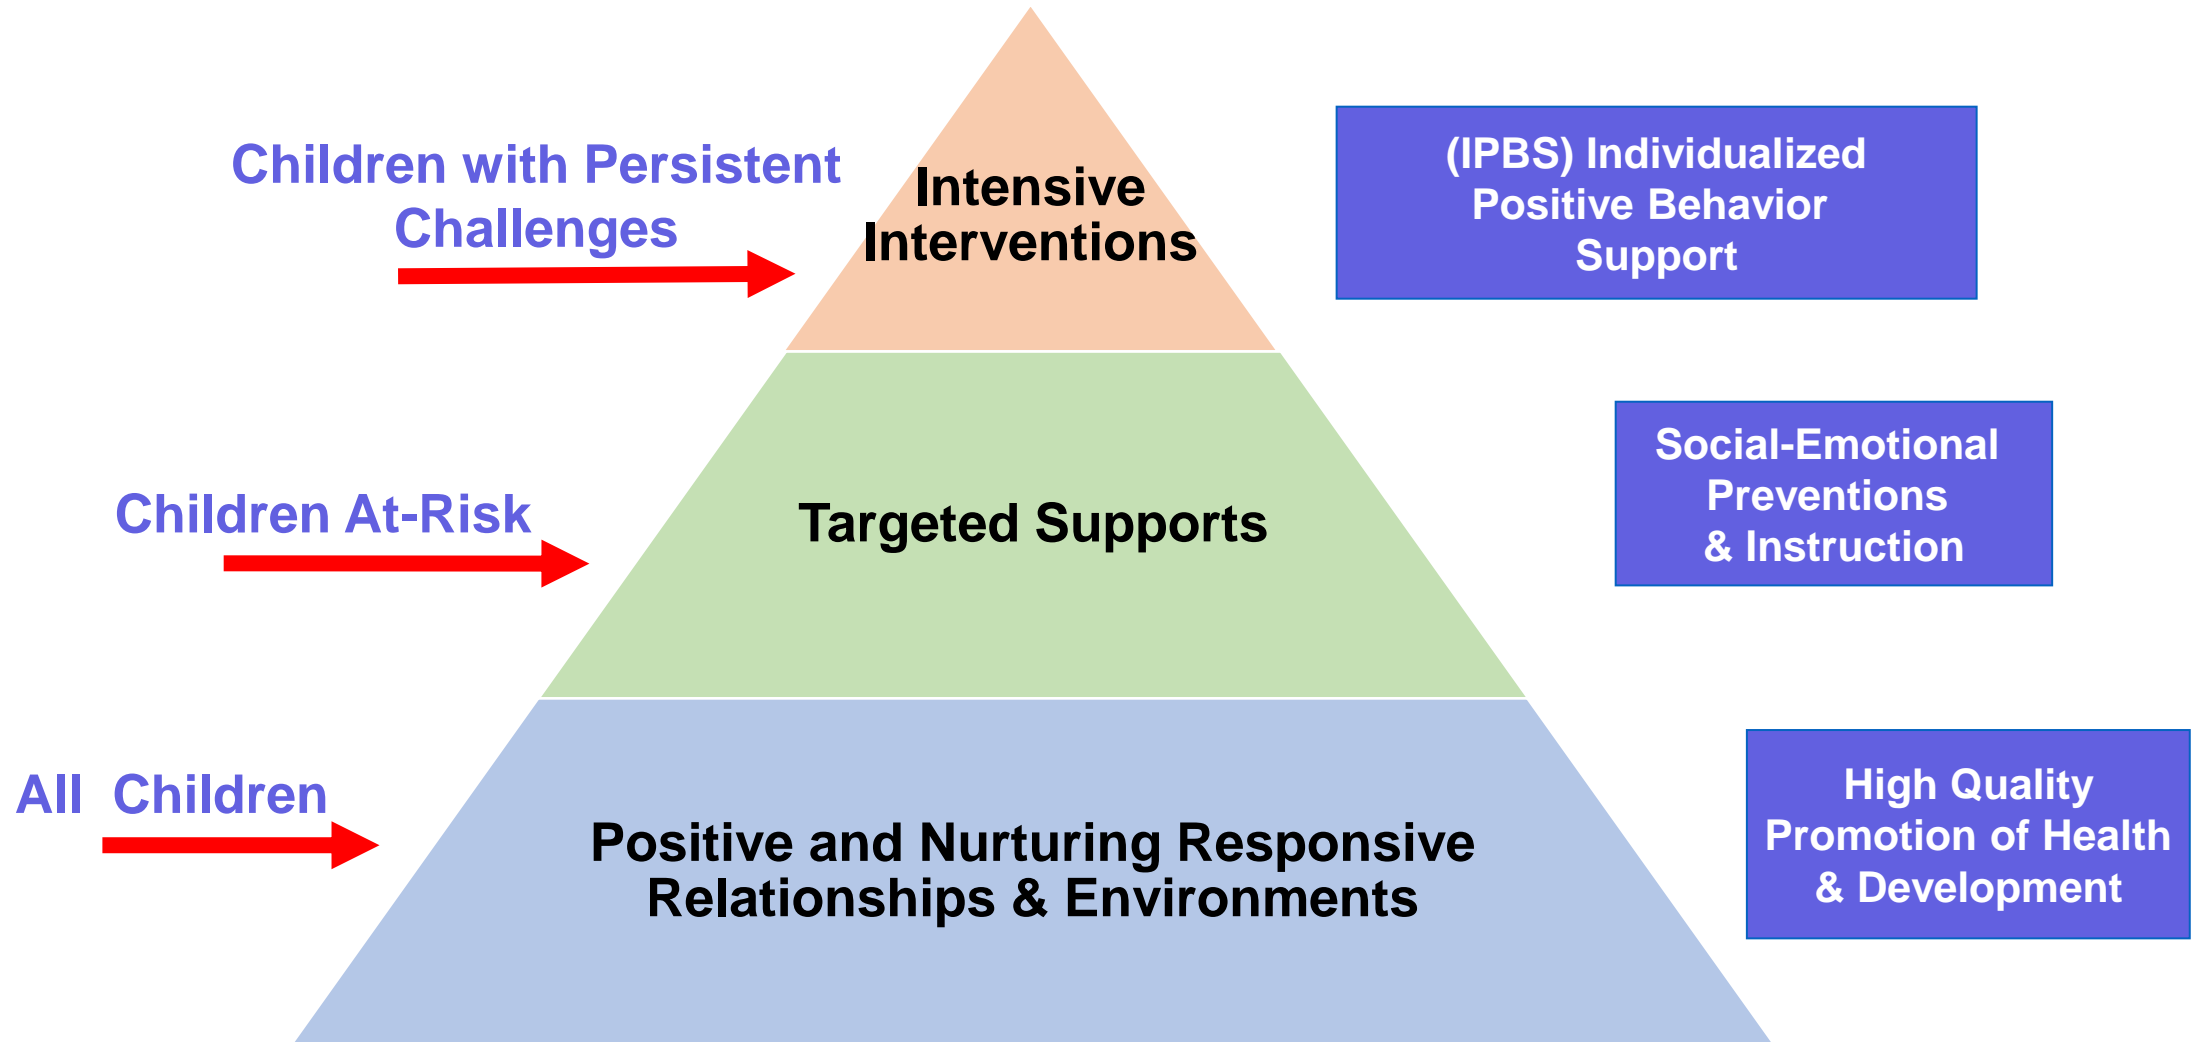 Children with Persistent
Challenges
Intensive
Interventions
(IPBS) Individualized
Positive Behavior
Support
Children At-Risk
Targeted Supports
Social-Emotional
Preventions
& Instruction
All  Children
Positive and Nurturing Responsive
Relationships & Environments
High Quality
Promotion of Health
& Development